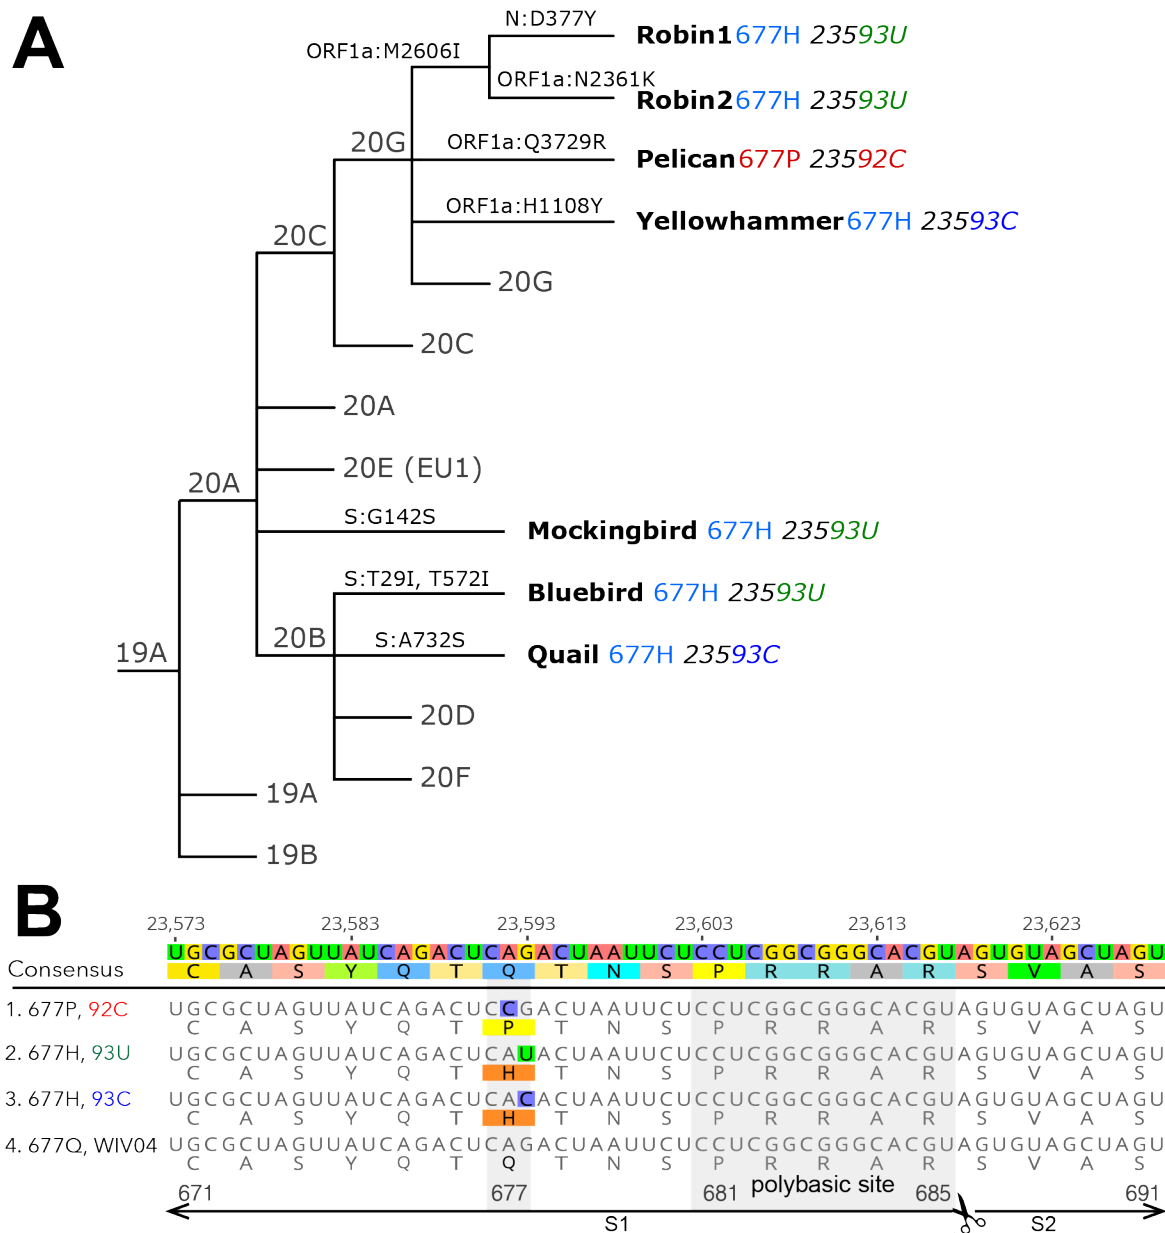 A
N:D377Y
Robin1 677H 23593U
ORF1a:M2606I
ORF1a:N2361K
Robin2 677H 23593U
20G
ORF1a:Q3729R
Pelican 677P 23592C
ORF1a:H1108Y
Yellowhammer 677H 23593C
20C
20G
20C
20A
20E (EU1)
20A
S:G142S
Mockingbird 677H 23593U
S:T29I, T572I
Bluebird 677H 23593U
20B
S:A732S
Quail 677H 23593C
19A
20D
20F
19A
19B
B
23,573 23,583 23,593 23,603 23,613 23,623
UGCGCUAGUUAUCAGACUCAGACUAAUUCUCCUCGGCGGGCACGUAGUGUAGCUAGU
Consensus C A S Y Q T Q T N S P R R A R S V A S
1. 677P, 92C UGCGCUAGUUAUCAGACUCCGACUAAUUCUCCUCGGCGGGCACGUAGUGUAGCUAGU
C A S Y Q T P T N S P R R A R S V A S
2. 677H, 93U UGCGCUAGUUAUCAGACUCAUACUAAUUCUCCUCGGCGGGCACGUAGUGUAGCUAGU
C A S Y Q T H T N S P R R A R S V A S
3. 677H, 93C UGCGCUAGUUAUCAGACUCACACUAAUUCUCCUCGGCGGGCACGUAGUGUAGCUAGU
C A S Y Q T H T N S P R R A R S V A S
4. 677Q, WIV04 UGCGCUAGUUAUCAGACUCAGACUAAUUCUCCUCGGCGGGCACGUAGUGUAGCUAGU
C A S Y Q T Q T N S P R R A R S V A S
671 677 681 polybasic site 685 691
S1 S2